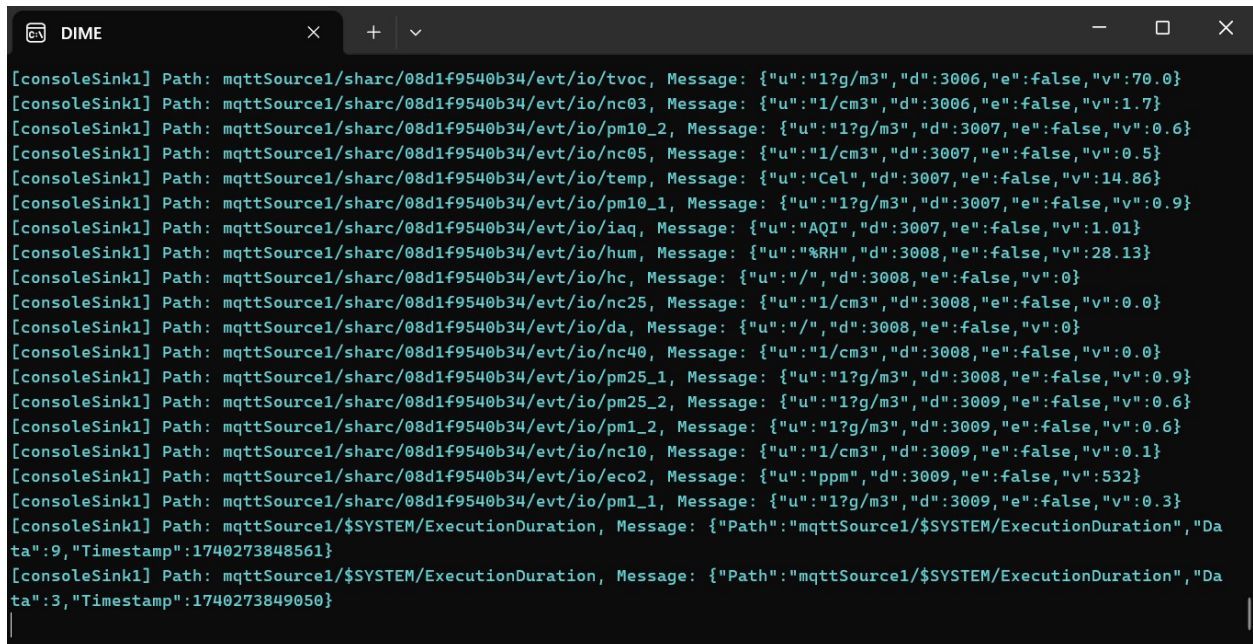 DIME
[consoleSink1] Path: mqttSource1/sharc/08d1f9540b34/evt/io/tvoc, Message: {"u":"1?g/m3","d":3006,"e":false,"v":70.0}
[consoleSink1] Path: mqttSource1/sharc/08d1f9540b34/evt/io/nc03, Message: {"u":"1/cm3","d":3006,"e":false,"v":1.7}
[consoleSink1] Path: mqttSource1/sharc/08d1f9540b34/evt/io/pm10_2, Message: {"u":"1?g/m3","d":3007,"e":false,"v":0.6}
[consoleSink1] Path: mqttSource1/sharc/08d1f9540b34/evt/io/nc05, Message: {"u":"1/cm3","d":3007,"e":false,"v":0.5}
[consoleSink1] Path: mqttSource1/sharc/08d1f9540b34/evt/io/temp, Message: {"u":"Cel","d":3007,"e":false,"v":14.86}
[consoleSink1] Path: mqttSource1/sharc/08d1f9540b34/evt/io/pm10_1, Message: {"u":"1?g/m3","d":3007,"e":false,"v":0.9}
[consoleSink1] Path: mqttSource1/sharc/08d1f9540b34/evt/io/iaq, Message: {"u":"AQI","d":3007,"e":false,"v":1.01}
[consoleSink1] Path: mqttSource1/sharc/08d1f9540b34/evt/io/hum, Message: {"u":"%RH","d":3008,"e":false,"v":28.13}
[consoleSink1] Path: mqttSource1/sharc/08d1f9540b34/evt/io/hc, Message: {"u":"/","d":3008,"e":false,"v":0}
[consoleSink1] Path: mqttSource1/sharc/08d1f9540b34/evt/io/nc25, Message: {"u":"1/cm3","d":3008,"e":false,"v":0.0}
[consoleSink1] Path: mqttSource1/sharc/08d1f9540b34/evt/io/da, Message: {"u":"/","d":3008,"e":false,"v":0}
[consoleSink1] Path: mqttSource1/sharc/08d1f9540b34/evt/io/nc40, Message: {"u":"1/cm3","d":3008,"e":false,"v":0.0}
[consoleSink1] Path: mqttSource1/sharc/08d1f9540b34/evt/io/pm25_1, Message: {"u":"1?g/m3","d":3008,"e":false,"v":0.9}
[consoleSink1] Path: mqttSource1/sharc/08d1f9540b34/evt/io/pm25_2, Message: {"u":"1?g/m3","d":3009,"e":false,"v":0.6}
[consoleSink1] Path: mqttSource1/sharc/08d1f9540b34/evt/io/pm1_2, Message: {"u":"1?g/m3","d":3009,"e":false,"v":0.6}
[consoleSink1] Path: mqttSource1/sharc/08d1f9540b34/evt/io/nc10, Message: {"u":"1/cm3","d":3009,"e":false,"v":0.1}
[consoleSink1] Path: mqttSource1/sharc/08d1f9540b34/evt/io/eco2, Message: {"u":"ppm","d":3009,"e":false,"v":532}
[consoleSink1] Path: mqttSource1/sharc/08d1f9540b34/evt/io/pm1_1, Message: {"u":"1?g/m3","d":3009,"e":false,"v":0.3}
[consoleSink1] Path: mqttSource1/$SYSTEM/ExecutionDuration, Message: {"Path":"mqttSource1/$SYSTEM/ExecutionDuration","Da
ta":9,"Timestamp":1740273848561}
[consoleSink1] Path: mqttSource1/$SYSTEM/ExecutionDuration, Message: {"Path":"mqttSource1/$SYSTEM/ExecutionDuration","Da
ta":3,"Timestamp":1740273849050}